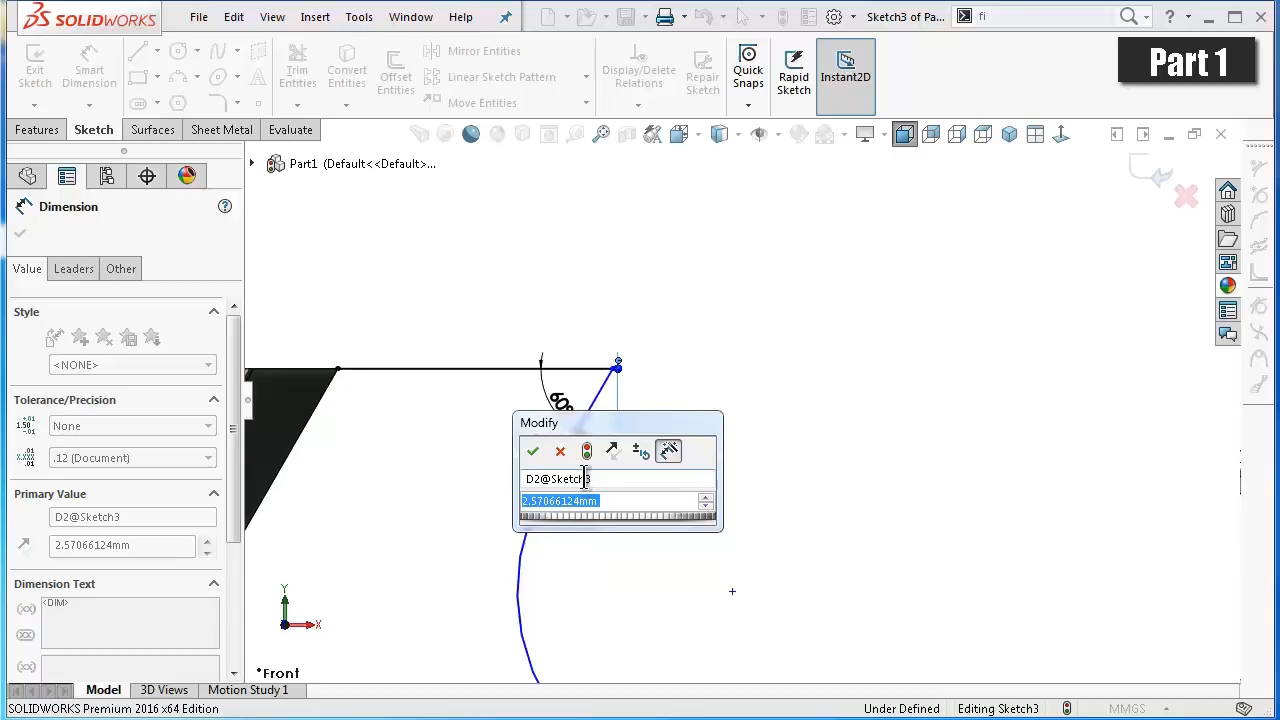 SOLIDWORKS
File
Edit
View
Insert
Tools
Window
Help
Sketch3 of Pa...
fi
Part 1
Exit Sketch
Smart Dimension
Trim Entities
Convert Entities
Offset Entities
Mirror Entities
Linear Sketch Pattern
Move Entities
Display/Delete Relations
Repair Sketch
Quick Snaps
Rapid Sketch
Instant2D
Features
Sketch
Surfaces
Sheet Metal
Evaluate
Part1 (Default<<Default>...
Dimension
Value
Leaders
Other
Style
<NONE>
Tolerance/Precision
None
.12 (Document)
Primary Value
D2@Sketch3
2.57066124mm
Dimension Text
<DIM>
60°
Modify
D2@Sketch3
2.57066124mm
Y
X
*Front
Model
3D Views
Motion Study 1
SOLIDWORKS Premium 2016 x64 Edition
Under Defined
Editing Sketch3
MMGS